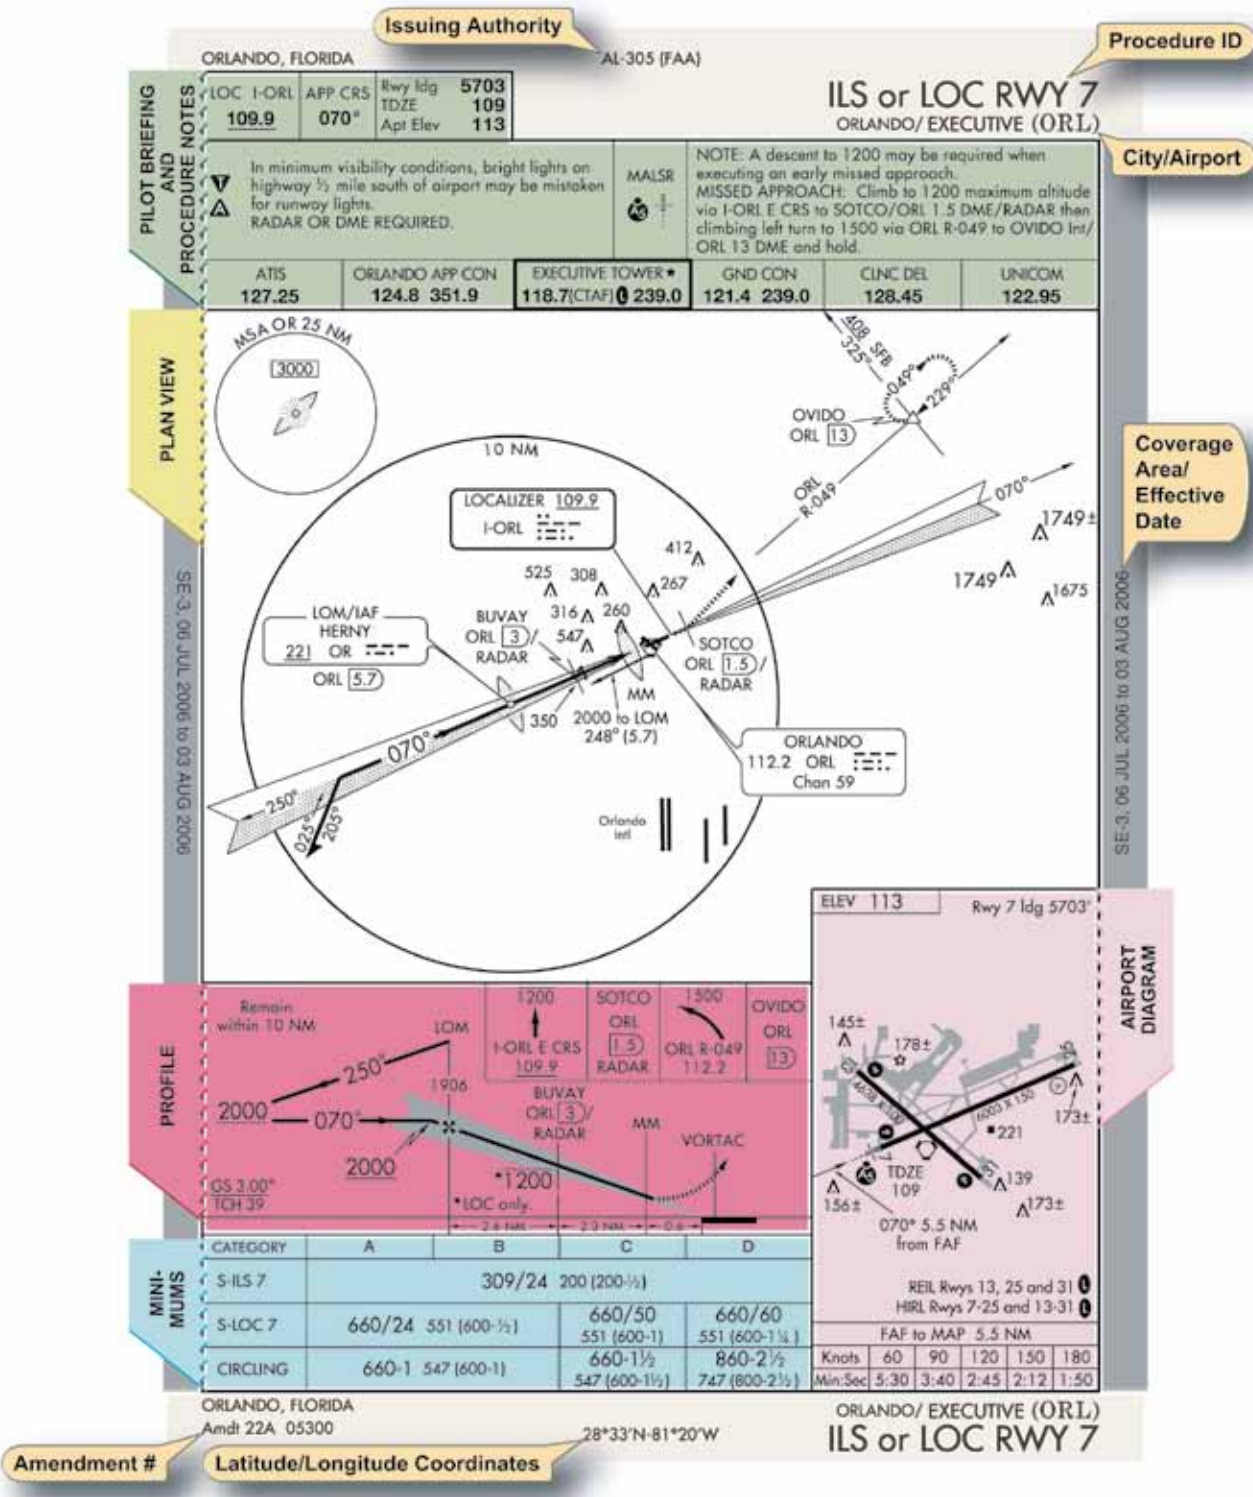 Issuing Authority
ORLANDO, FLORIDA
AL-305 (FAA)
Procedure ID
ILS or LOC RWY 7
ORLANDO/ EXECUTIVE (ORL)
City/Airport
PILOT BRIEFING
AND
PROCEDURE NOTES
LOC I-ORL
109.9
APP CRS
070°
Rwy ldg 5703
TDZE 109
Apt Elev 113
T
A
In minimum visibility conditions, bright lights on
highway ½ mile south of airport may be mistaken
for runway lights.
RADAR OR DME REQUIRED.
MALSR
A5
NOTE: A descent to 1200 may be required when
executing an early missed approach.
MISSED APPROACH: Climb to 1200 maximum altitude
via I-ORL E CRS to SOTCO/ORL 1.5 DME/RADAR then
climbing left turn to 1500 via ORL R-049 to OVIDO Int/
ORL 13 DME and hold.
ATIS
127.25
ORLANDO APP CON
124.8 351.9
EXECUTIVE TOWER★
118.7(CTAF) L 239.0
GND CON
121.4 239.0
CLNC DEL
128.45
UNICOM
122.95
PLAN VIEW
MSA OR 25 NM
3000
408 SFB
325°
049°
229°
OVIDO
ORL 13
ORL
R-049
070°
Coverage
Area/
Effective
Date
10 NM
LOCALIZER 109.9
I-ORL
1749±
1749
1675
412
525
308
267
316
260
547
LOM/IAF
HERNY
221 OR
ORL 5.7
BUVAY
ORL 3/
RADAR
SOTCO
ORL 1.5/
RADAR
MM
350
2000 to LOM
248° (5.7)
070°
250°
025°
205°
ORLANDO
112.2 ORL
Chan 59
Orlando
Intl
SE-3, 06 JUL 2006 to 03 AUG 2006
SE-3, 06 JUL 2006 to 03 AUG 2006
AIRPORT
DIAGRAM
ELEV 113
Rwy 7 ldg 5703'
145±
178±
13
25
4638 X 100
6003 X 150
173±
221
7
31
A5
TDZE
109
139
156±
173±
070° 5.5 NM
from FAF
REIL Rwys 13, 25 and 31 L
HIRL Rwys 7-25 and 13-31 L
FAF to MAP 5.5 NM
Knots 60 90 120 150 180
Min:Sec 5:30 3:40 2:45 2:12 1:50
PROFILE
Remain
within 10 NM
LOM
1200
I-ORL E CRS
109.9
SOTCO
ORL
1.5
RADAR
1500
ORL R-049
112.2
OVIDO
ORL
13
250°
1906
2000
070°
BUVAY
ORL 3/
RADAR
MM
VORTAC
2000
*1200
*LOC only.
GS 3.00°
TCH 39
2.6 NM
2.3 NM
0.6
MINI-
MUMS
CATEGORY A B C D
S-ILS 7 309/24 200 (200-½)
S-LOC 7 660/24 551 (600-½)
660/50
551 (600-1)
660/60
551 (600-1¼)
CIRCLING 660-1 547 (600-1)
660-1½
547 (600-1½)
860-2½
747 (800-2½)
ORLANDO, FLORIDA
Amdt 22A 05300
28°33'N-81°20'W
ORLANDO/ EXECUTIVE (ORL)
ILS or LOC RWY 7
Amendment #
Latitude/Longitude Coordinates